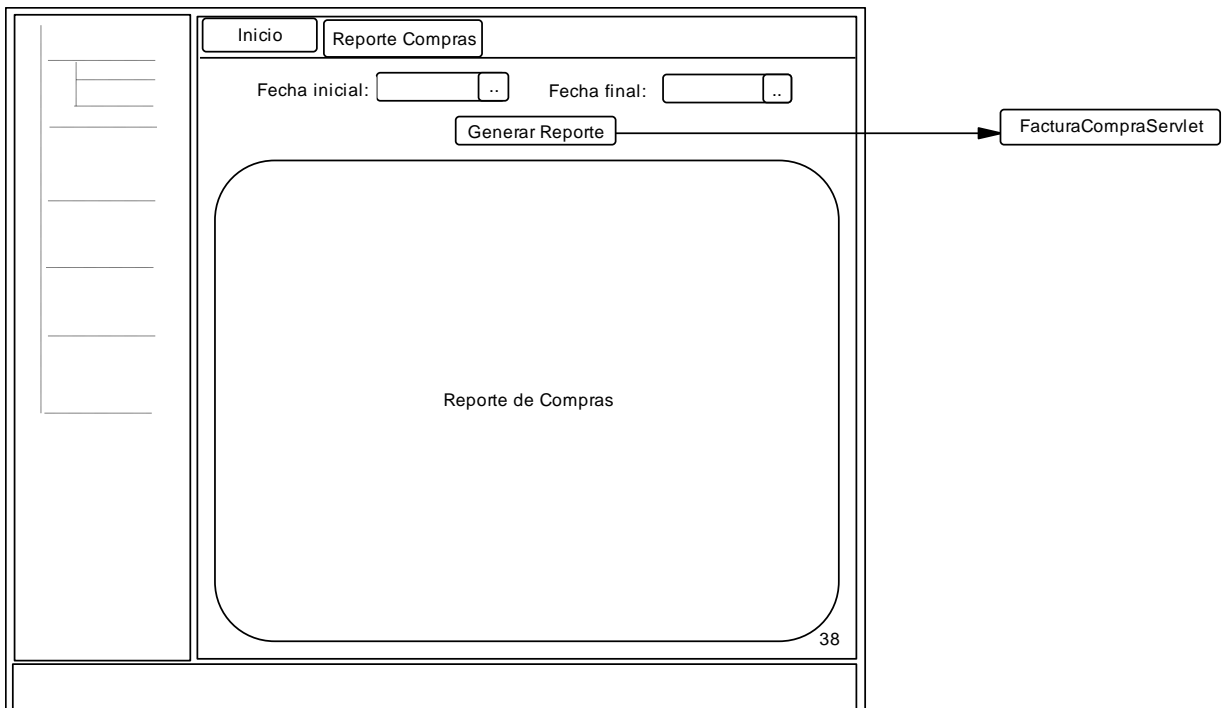 Inicio
Reporte Compras
Fecha inicial: ..
Fecha final: ..
Generar Reporte
FacturaCompraServlet
Reporte de Compras
38